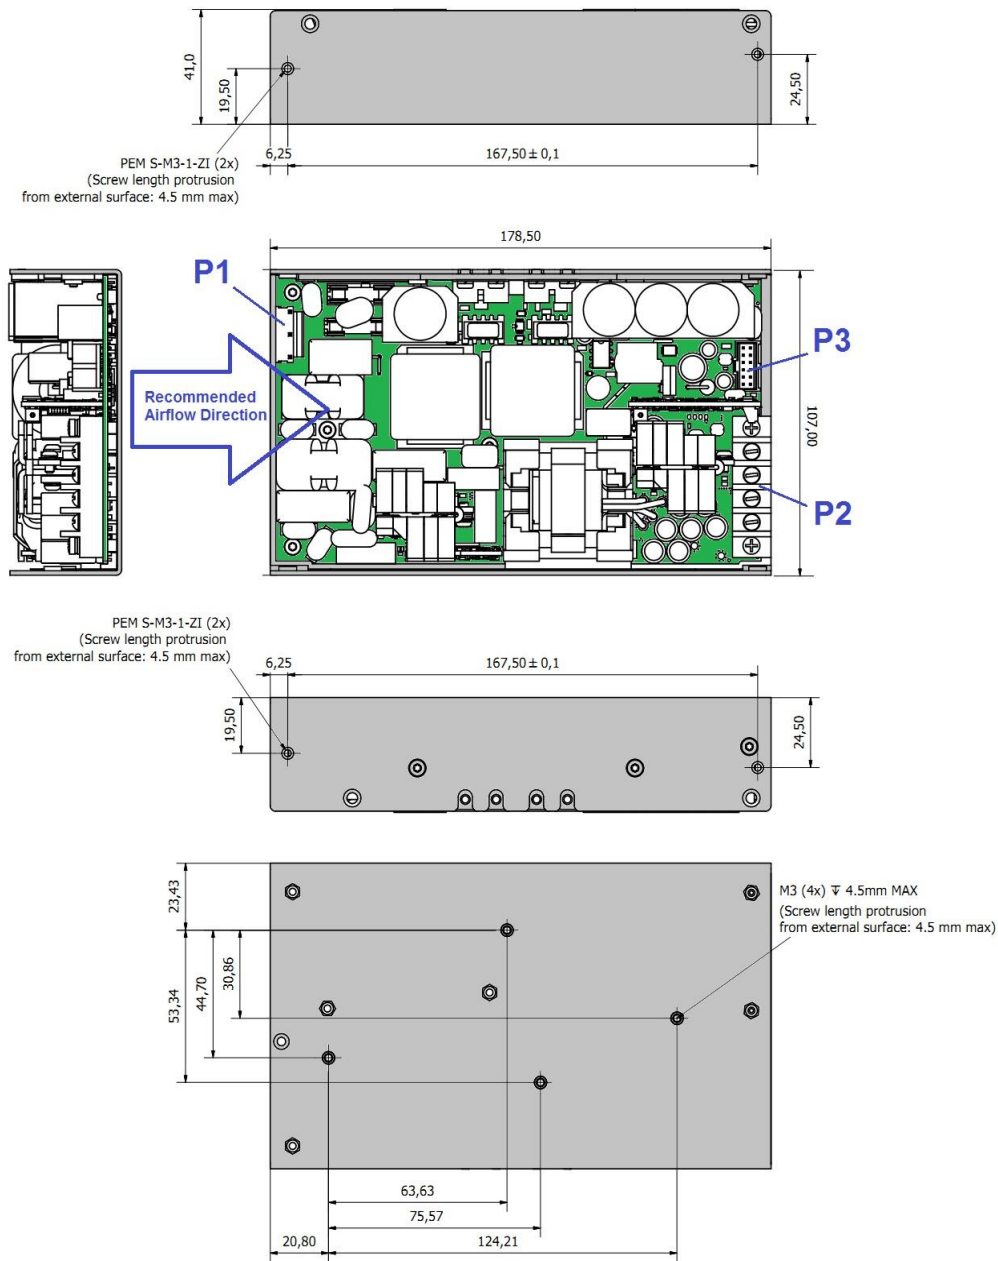 41,0
19,50
24,50
6,25
167,50 ± 0,1
PEM S-M3-1-ZI (2x)
(Screw length protrusion
from external surface: 4.5 mm max)
178,50
P1
P3
Recommended
Airflow Direction
107,00
P2
PEM S-M3-1-ZI (2x)
(Screw length protrusion
from external surface: 4.5 mm max)
6,25
167,50 ± 0,1
19,50
24,50
23,43
M3 (4x) ↧ 4.5mm MAX
(Screw length protrusion
from external surface: 4.5 mm max)
53,34
44,70
30,86
63,63
75,57
20,80
124,21